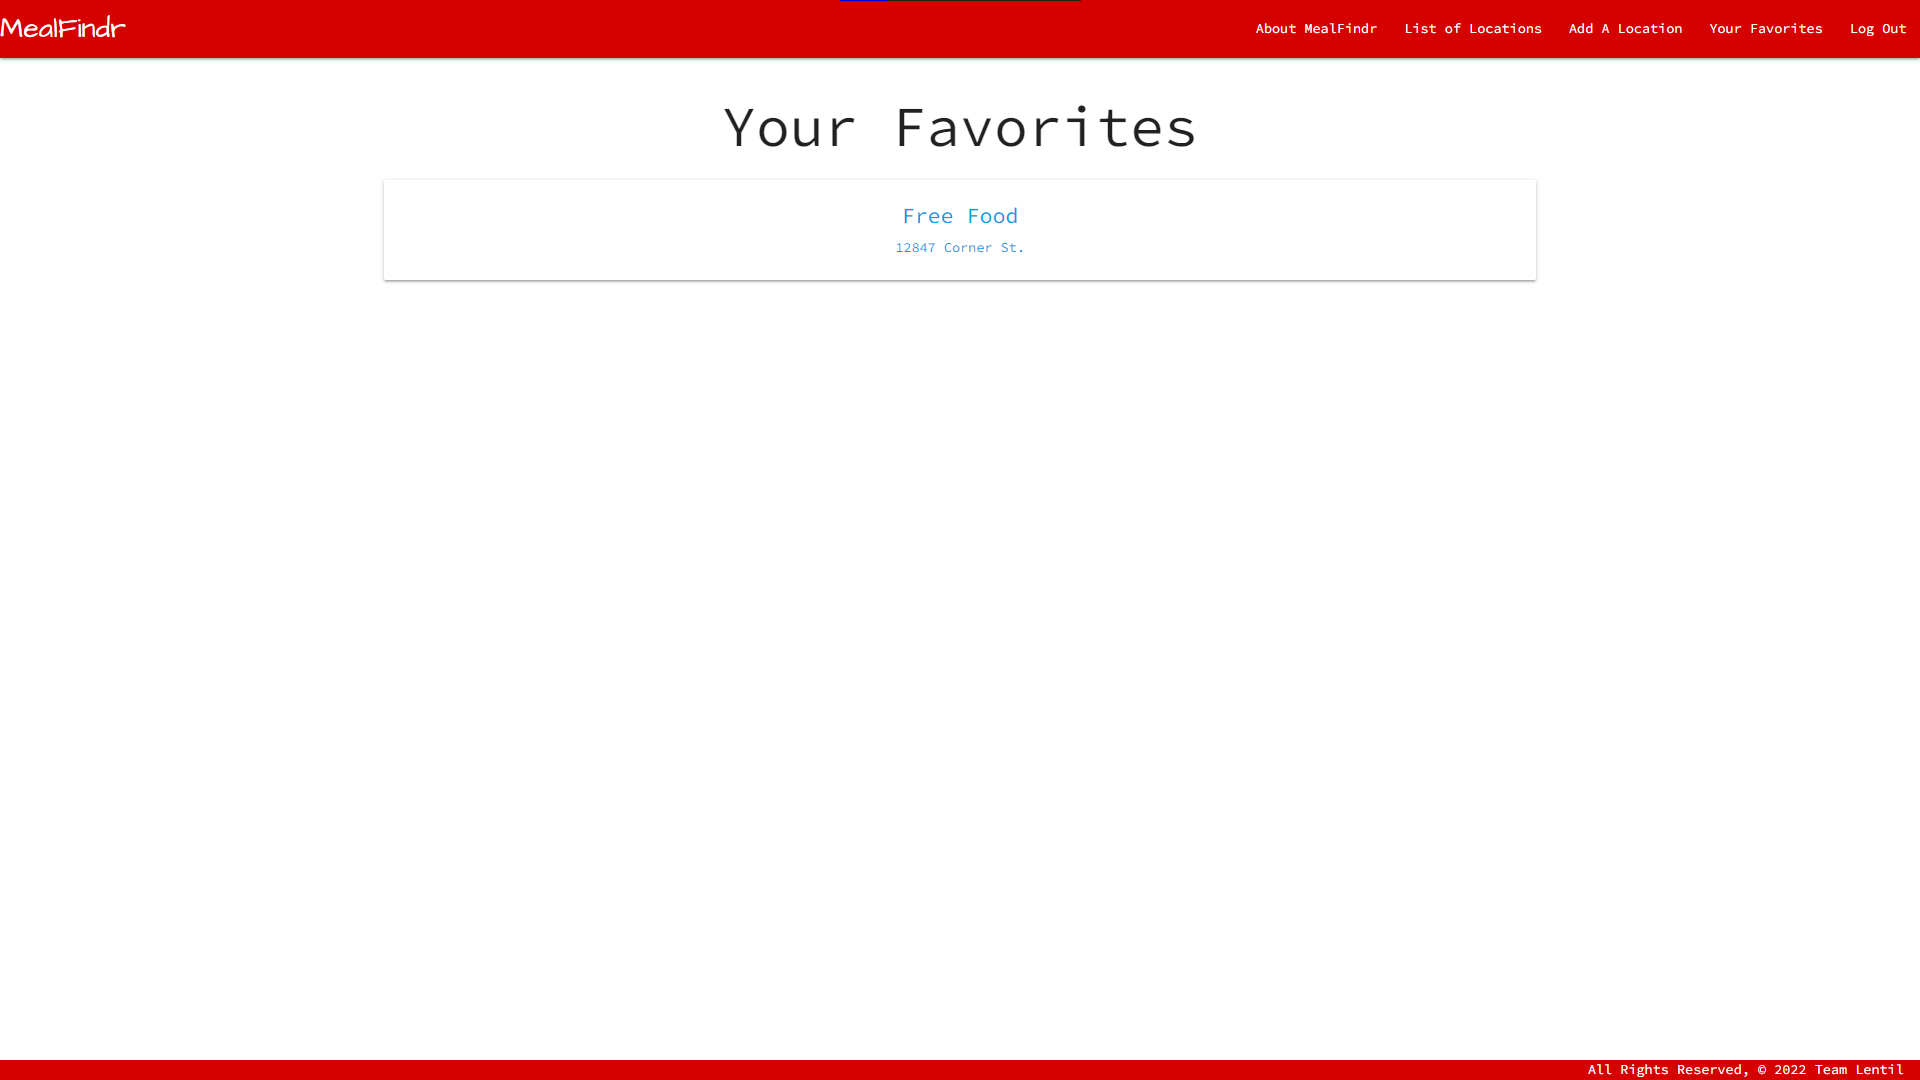 MealFindr
About MealFindr
List of Locations
Add A Location
Your Favorites
Log Out
Your Favorites
Free Food
12847 Corner St.
All Rights Reserved, © 2022 Team Lentil